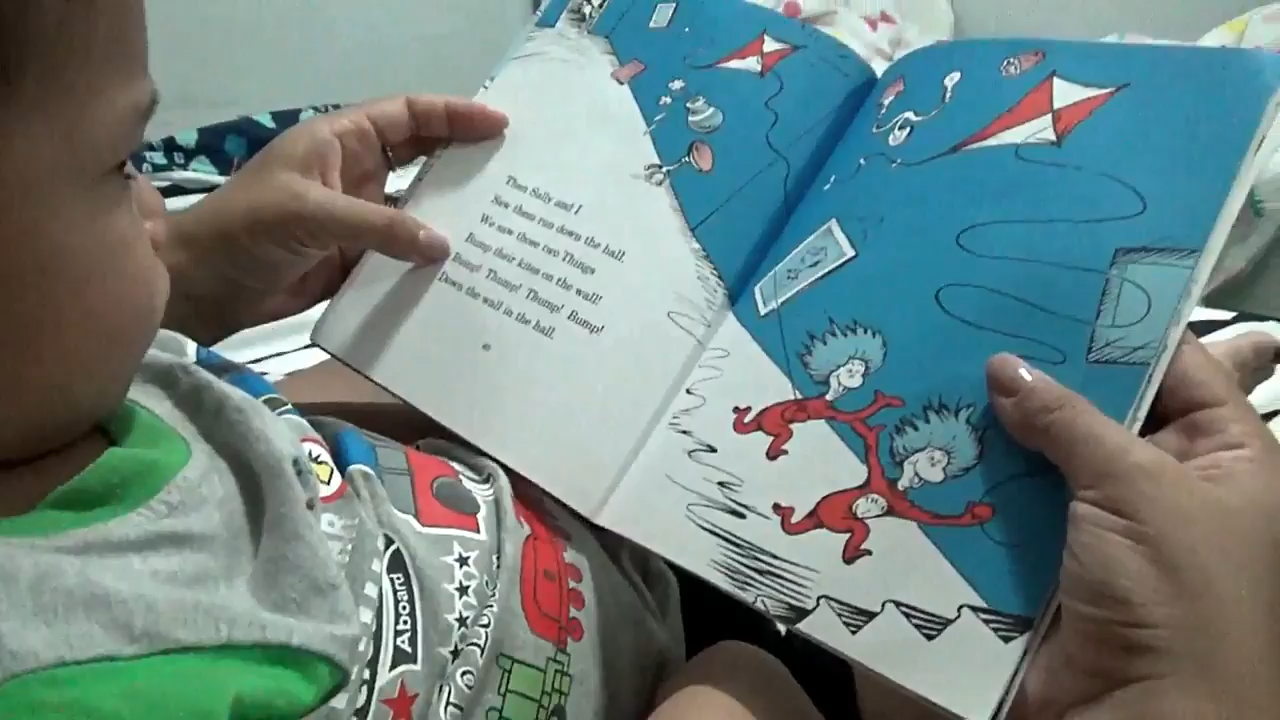 Then Sally and I
Saw them run down the hall.
We saw those two Things
Bump their kites on the wall!
Bump! Thump! Thump! Bump!
Down the wall in the hall.
Aboard